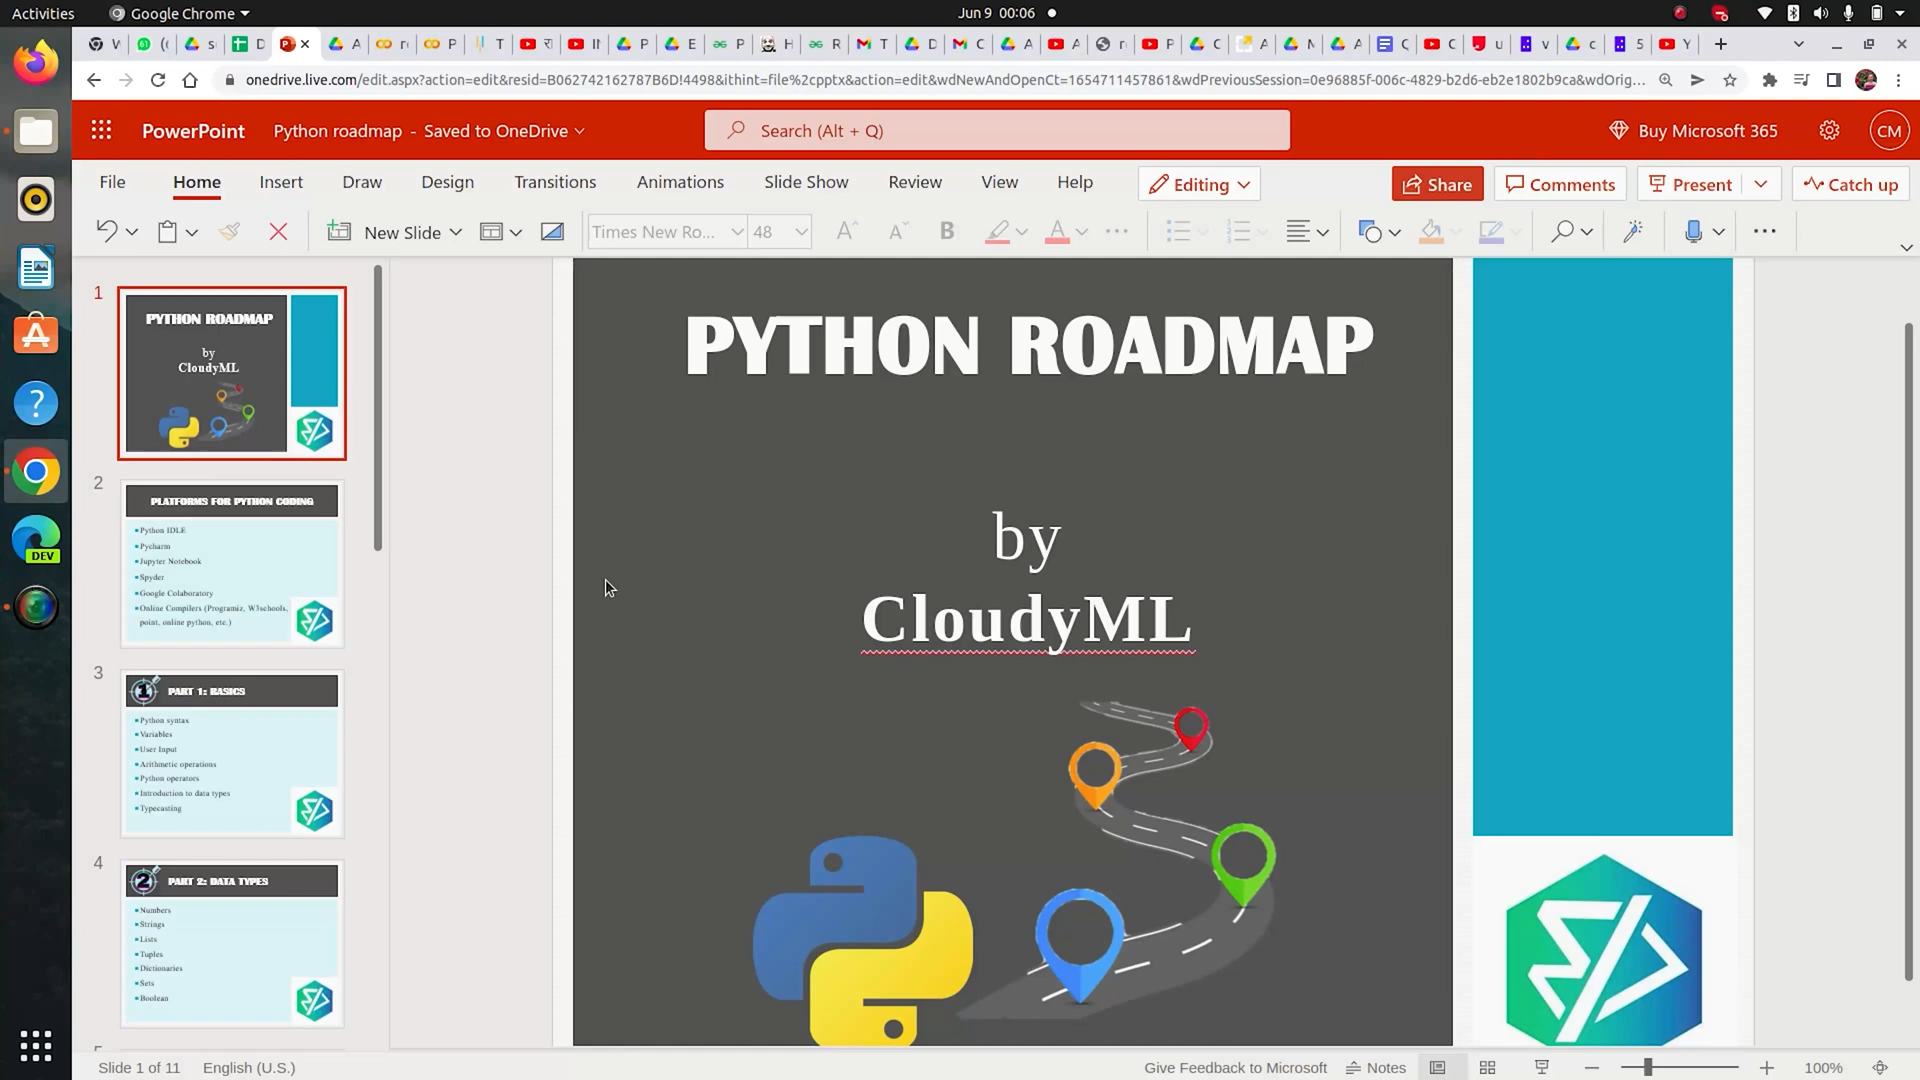 Activities
Google Chrome
Jun 9 00:06
onedrive.live.com/edit.aspx?action=edit&resid=B062742162787B6D!4498&ithint=file%2cpptx&action=edit&wdNewAndOpenCt=1654711457861&wdPreviousSession=0e96885f-006c-4829-b2d6-eb2e1802b9ca&wdOrig...
PowerPoint
Python roadmap - Saved to OneDrive
Search (Alt + Q)
Buy Microsoft 365
CM
File Home Insert Draw Design Transitions Animations Slide Show Review View Help
Editing
Share
Comments
Present
Catch up
New Slide
Times New Ro...
48
1
PYTHON ROADMAP
by
CloudyML
2
PLATFORMS FOR PYTHON CODING
Python IDLE
Pycharm
Jupyter Notebook
Spyder
Google Colaboratory
Online Compilers (Programiz, W3schools,
point, online python, etc.)
3
1
PART 1: BASICS
Python syntax
Variables
User Input
Arithmetic operations
Python operators
Introduction to data types
Typecasting
4
2
PART 2: DATA TYPES
Numbers
Strings
Lists
Tuples
Dictionaries
Sets
Boolean
PYTHON ROADMAP
by
CloudyML
DEV
Slide 1 of 11
English (U.S.)
Give Feedback to Microsoft
Notes
100%